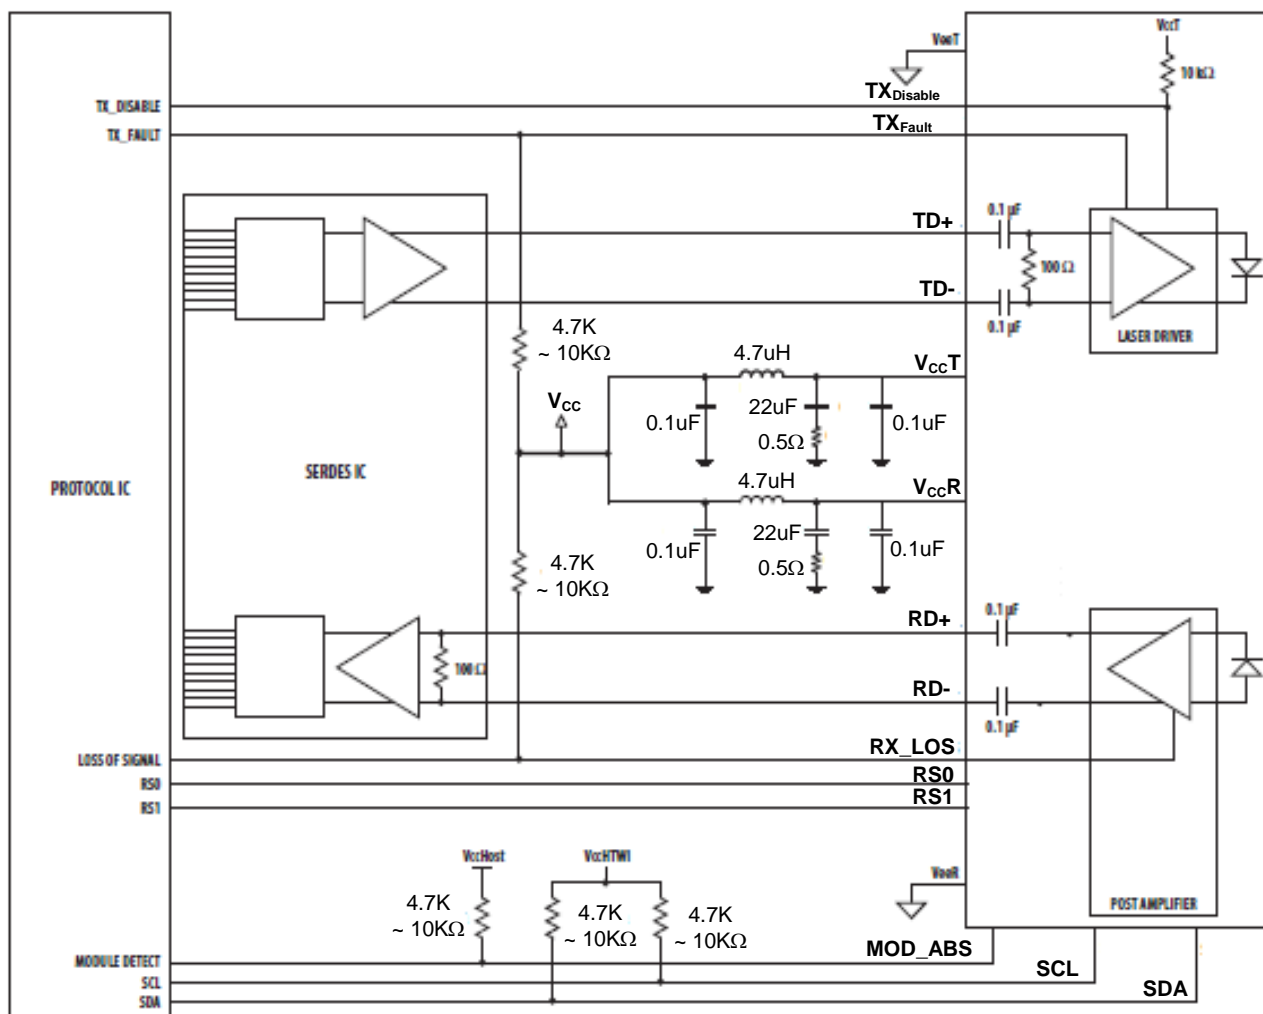 VeeT
VccT
10 kΩ
TX_DISABLE
TXDisable
TX_FAULT
TXFault
0.1 µF
TD+
100 Ω
TD-
0.1 µF
LASER DRIVER
4.7K
~ 10KΩ
4.7uH
VCCT
VCC
0.1uF
22uF
0.5Ω
0.1uF
SERDES IC
PROTOCOL IC
4.7uH
VCCR
0.1uF
22uF
0.5Ω
0.1uF
4.7K
~ 10KΩ
0.1 µF
RD+
100 Ω
RD-
0.1 µF
LOSS OF SIGNAL
RX_LOS
RS0
RS0
RS1
RS1
VccHost
VccHTWI
VeeR
4.7K
~ 10KΩ
4.7K
~ 10KΩ
4.7K
~ 10KΩ
POST AMPLIFIER
MODULE DETECT
MOD_ABS
SCL
SCL
SDA
SDA